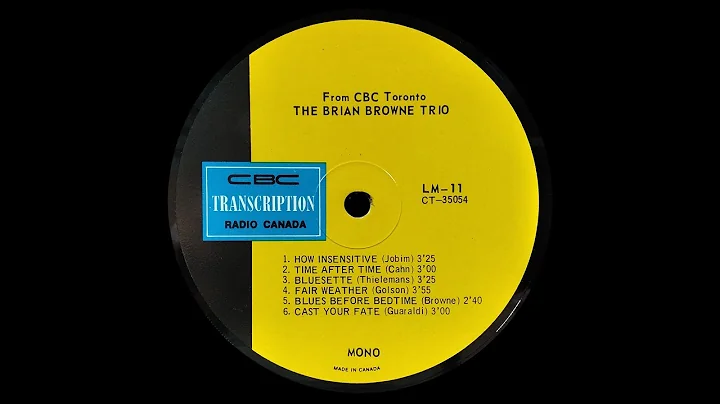 From CBC Toronto
THE BRIAN BROWNE TRIO
CBC
TRANSCRIPTION
RADIO CANADA
LM-11
CT-35054
1. HOW INSENSITIVE (Jobim) 3'25
2. TIME AFTER TIME (Cahn) 3'00
3. BLUESETTE (Thielemans) 3'25
4. FAIR WEATHER (Golson) 3'55
5. BLUES BEFORE BEDTIME (Browne) 2'40
6. CAST YOUR FATE (Guaraldi) 3'00
MONO
MADE IN CANADA